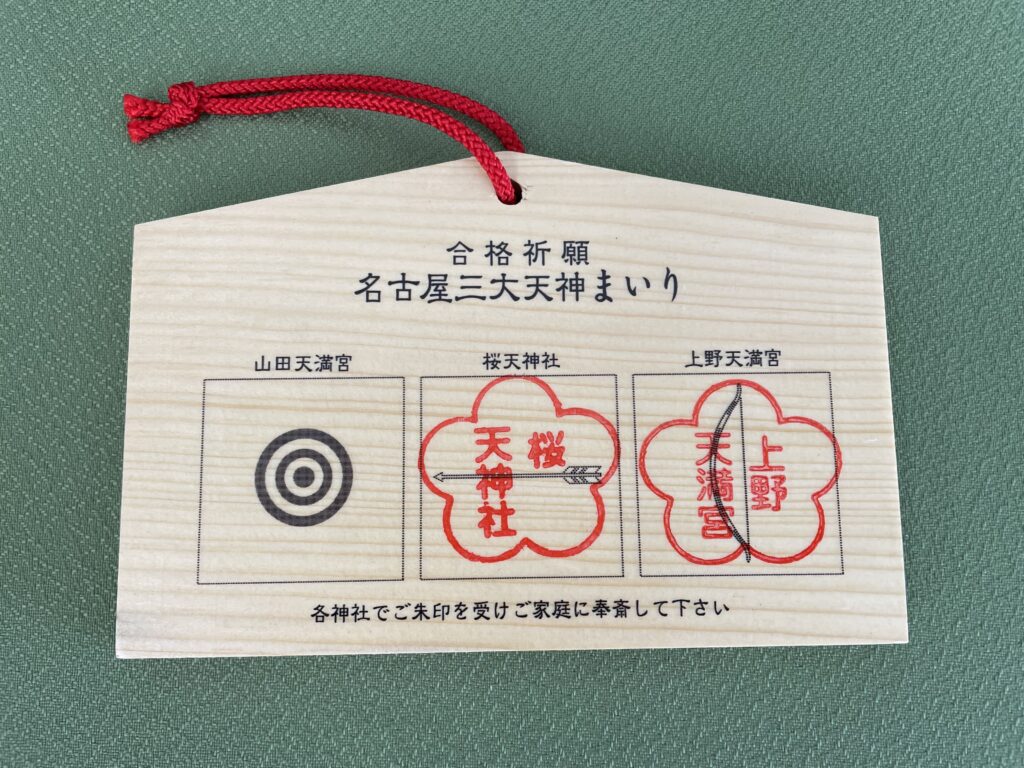 合格祈願
名古屋三大天神まいり
山田天満宮
桜天神社
上野天満宮
桜
天神社
上野
天満宮
各神社でご朱印を受けご家庭に奉斎して下さい